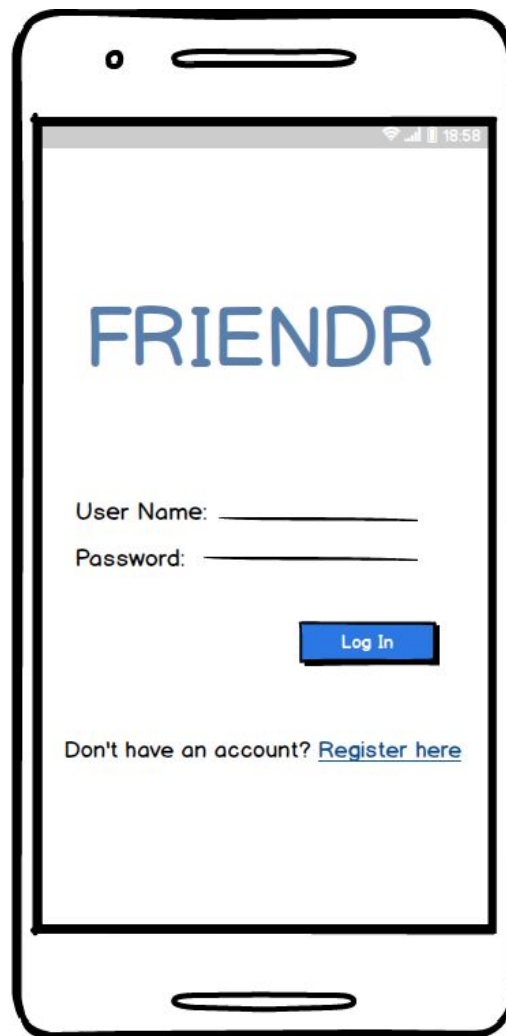 18:58
FRIENDR
User Name:
Password:
Log In
Don't have an account? Register here